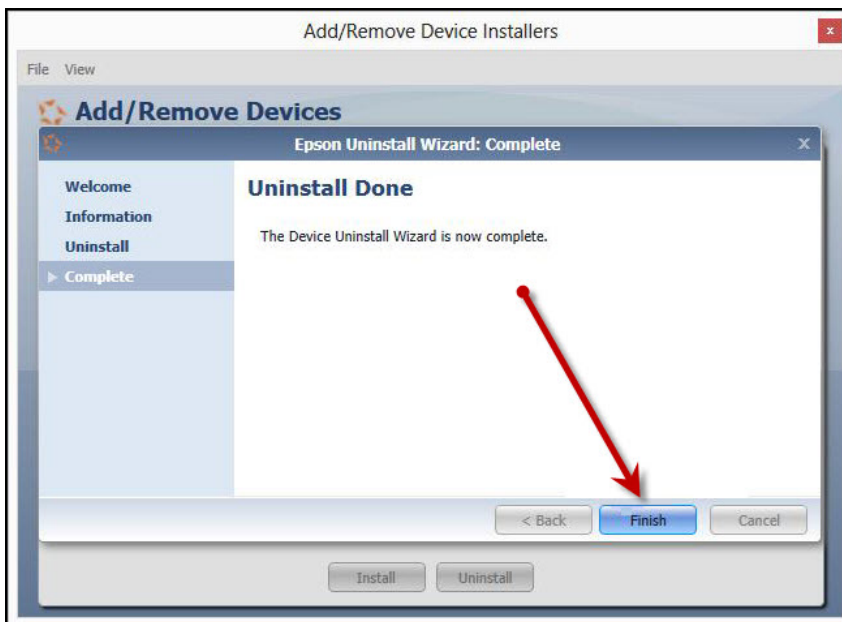 Add/Remove Device Installers
x
File View
Add/Remove Devices
Epson Uninstall Wizard: Complete
x
Welcome
Information
Uninstall
Complete
Uninstall Done
The Device Uninstall Wizard is now complete.
< Back
Finish
Cancel
Install
Uninstall